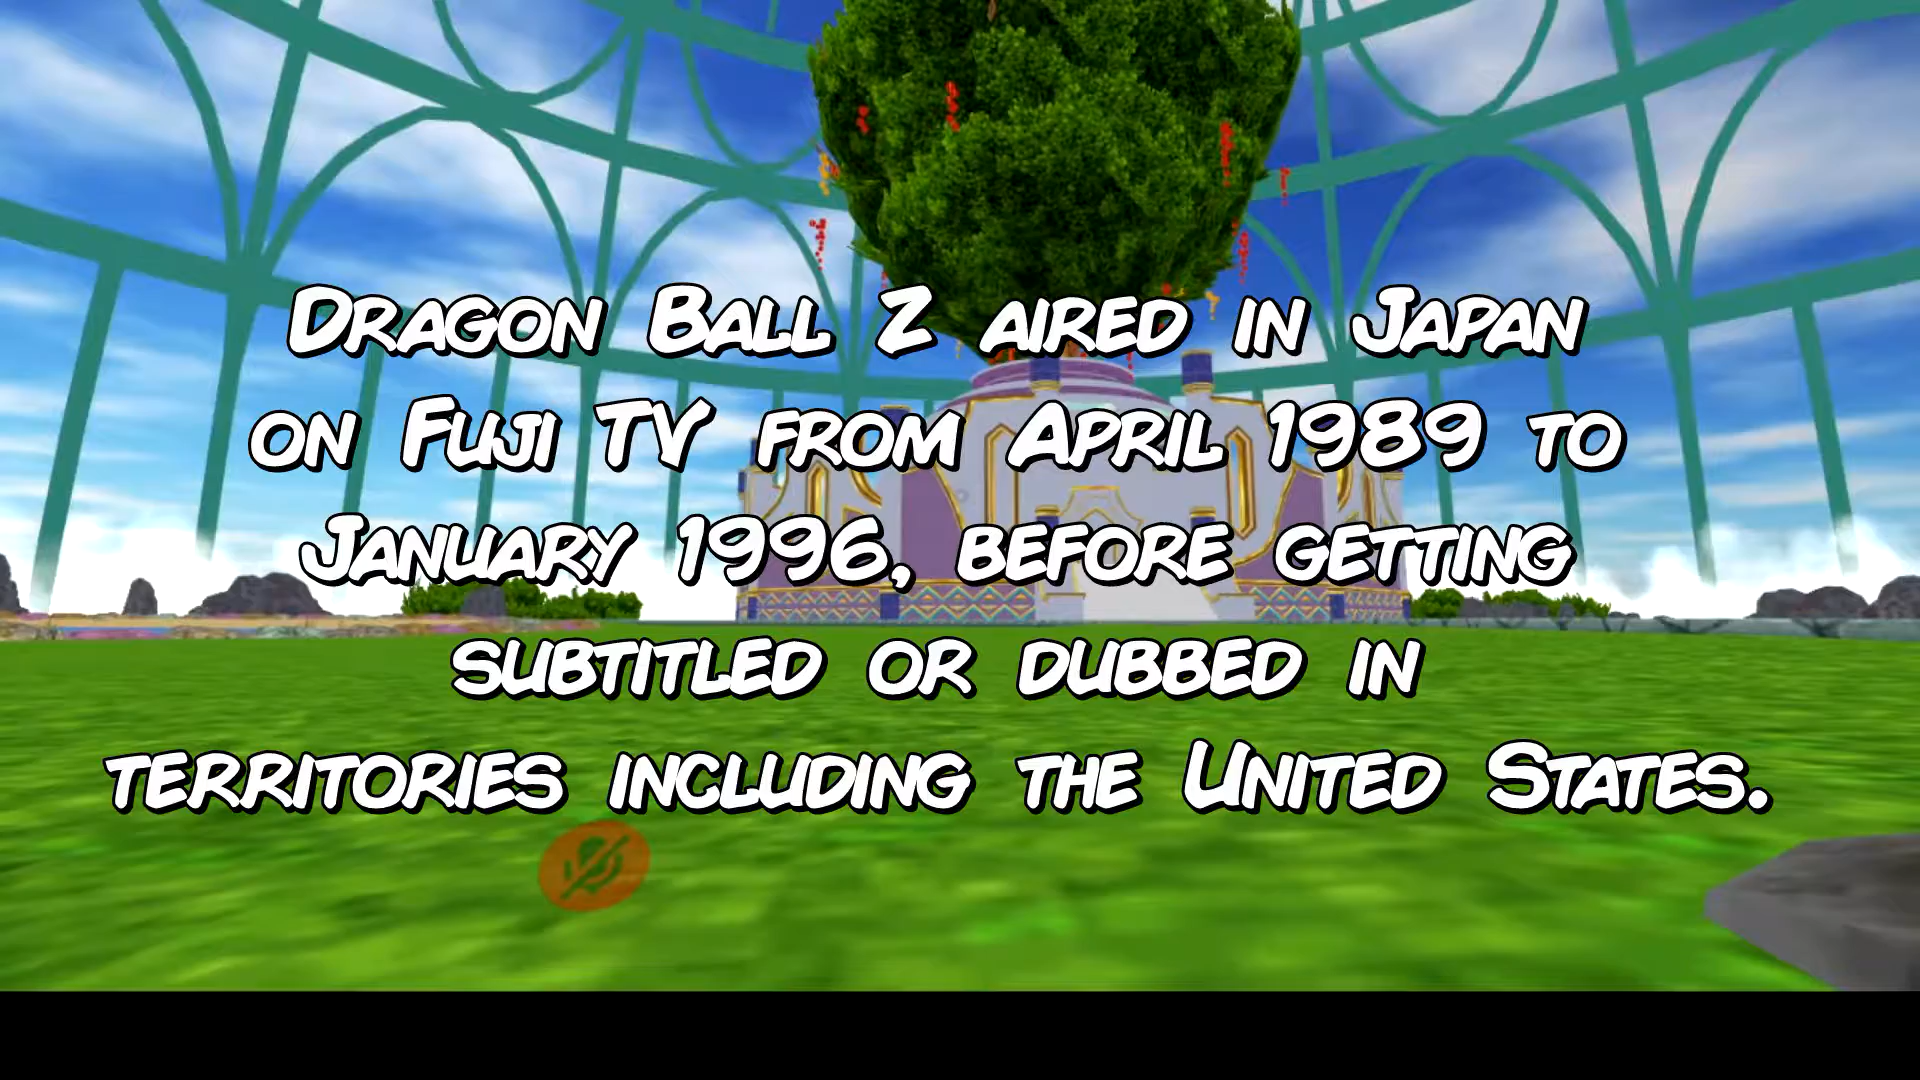 Dragon Ball Z aired in Japan
on Fuji TV from April 1989 to
January 1996, before getting
subtitled or dubbed in
territories including the United States.